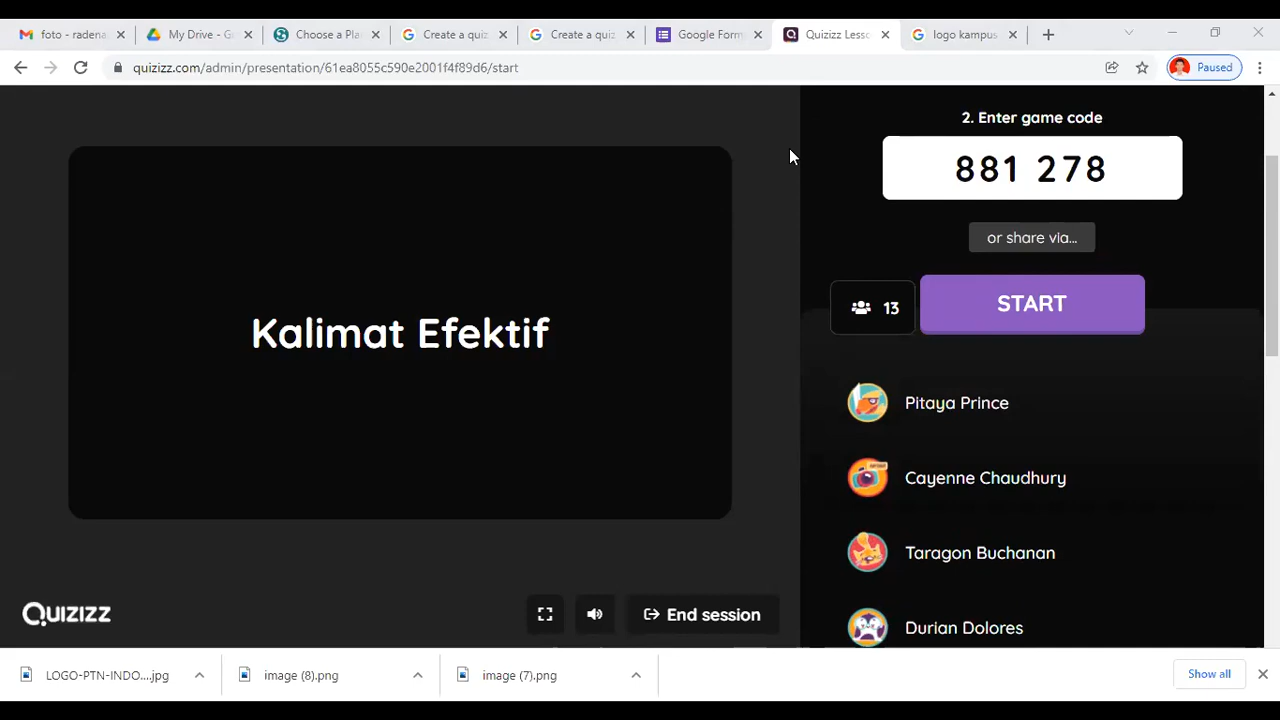 foto - radena
My Drive - G
Choose a Pla
Create a quiz
Create a quiz
Google Form
Quizizz Less
logo kampus
quizizz.com/admin/presentation/61ea8055c590e2001f4f89d6/start
Paused
2. Enter game code
881 278
or share via...
13
START
Kalimat Efektif
Pitaya Prince
Cayenne Chaudhury
Taragon Buchanan
Durian Dolores
Quizizz
End session
LOGO-PTN-INDO....jpg
image (8).png
image (7).png
Show all